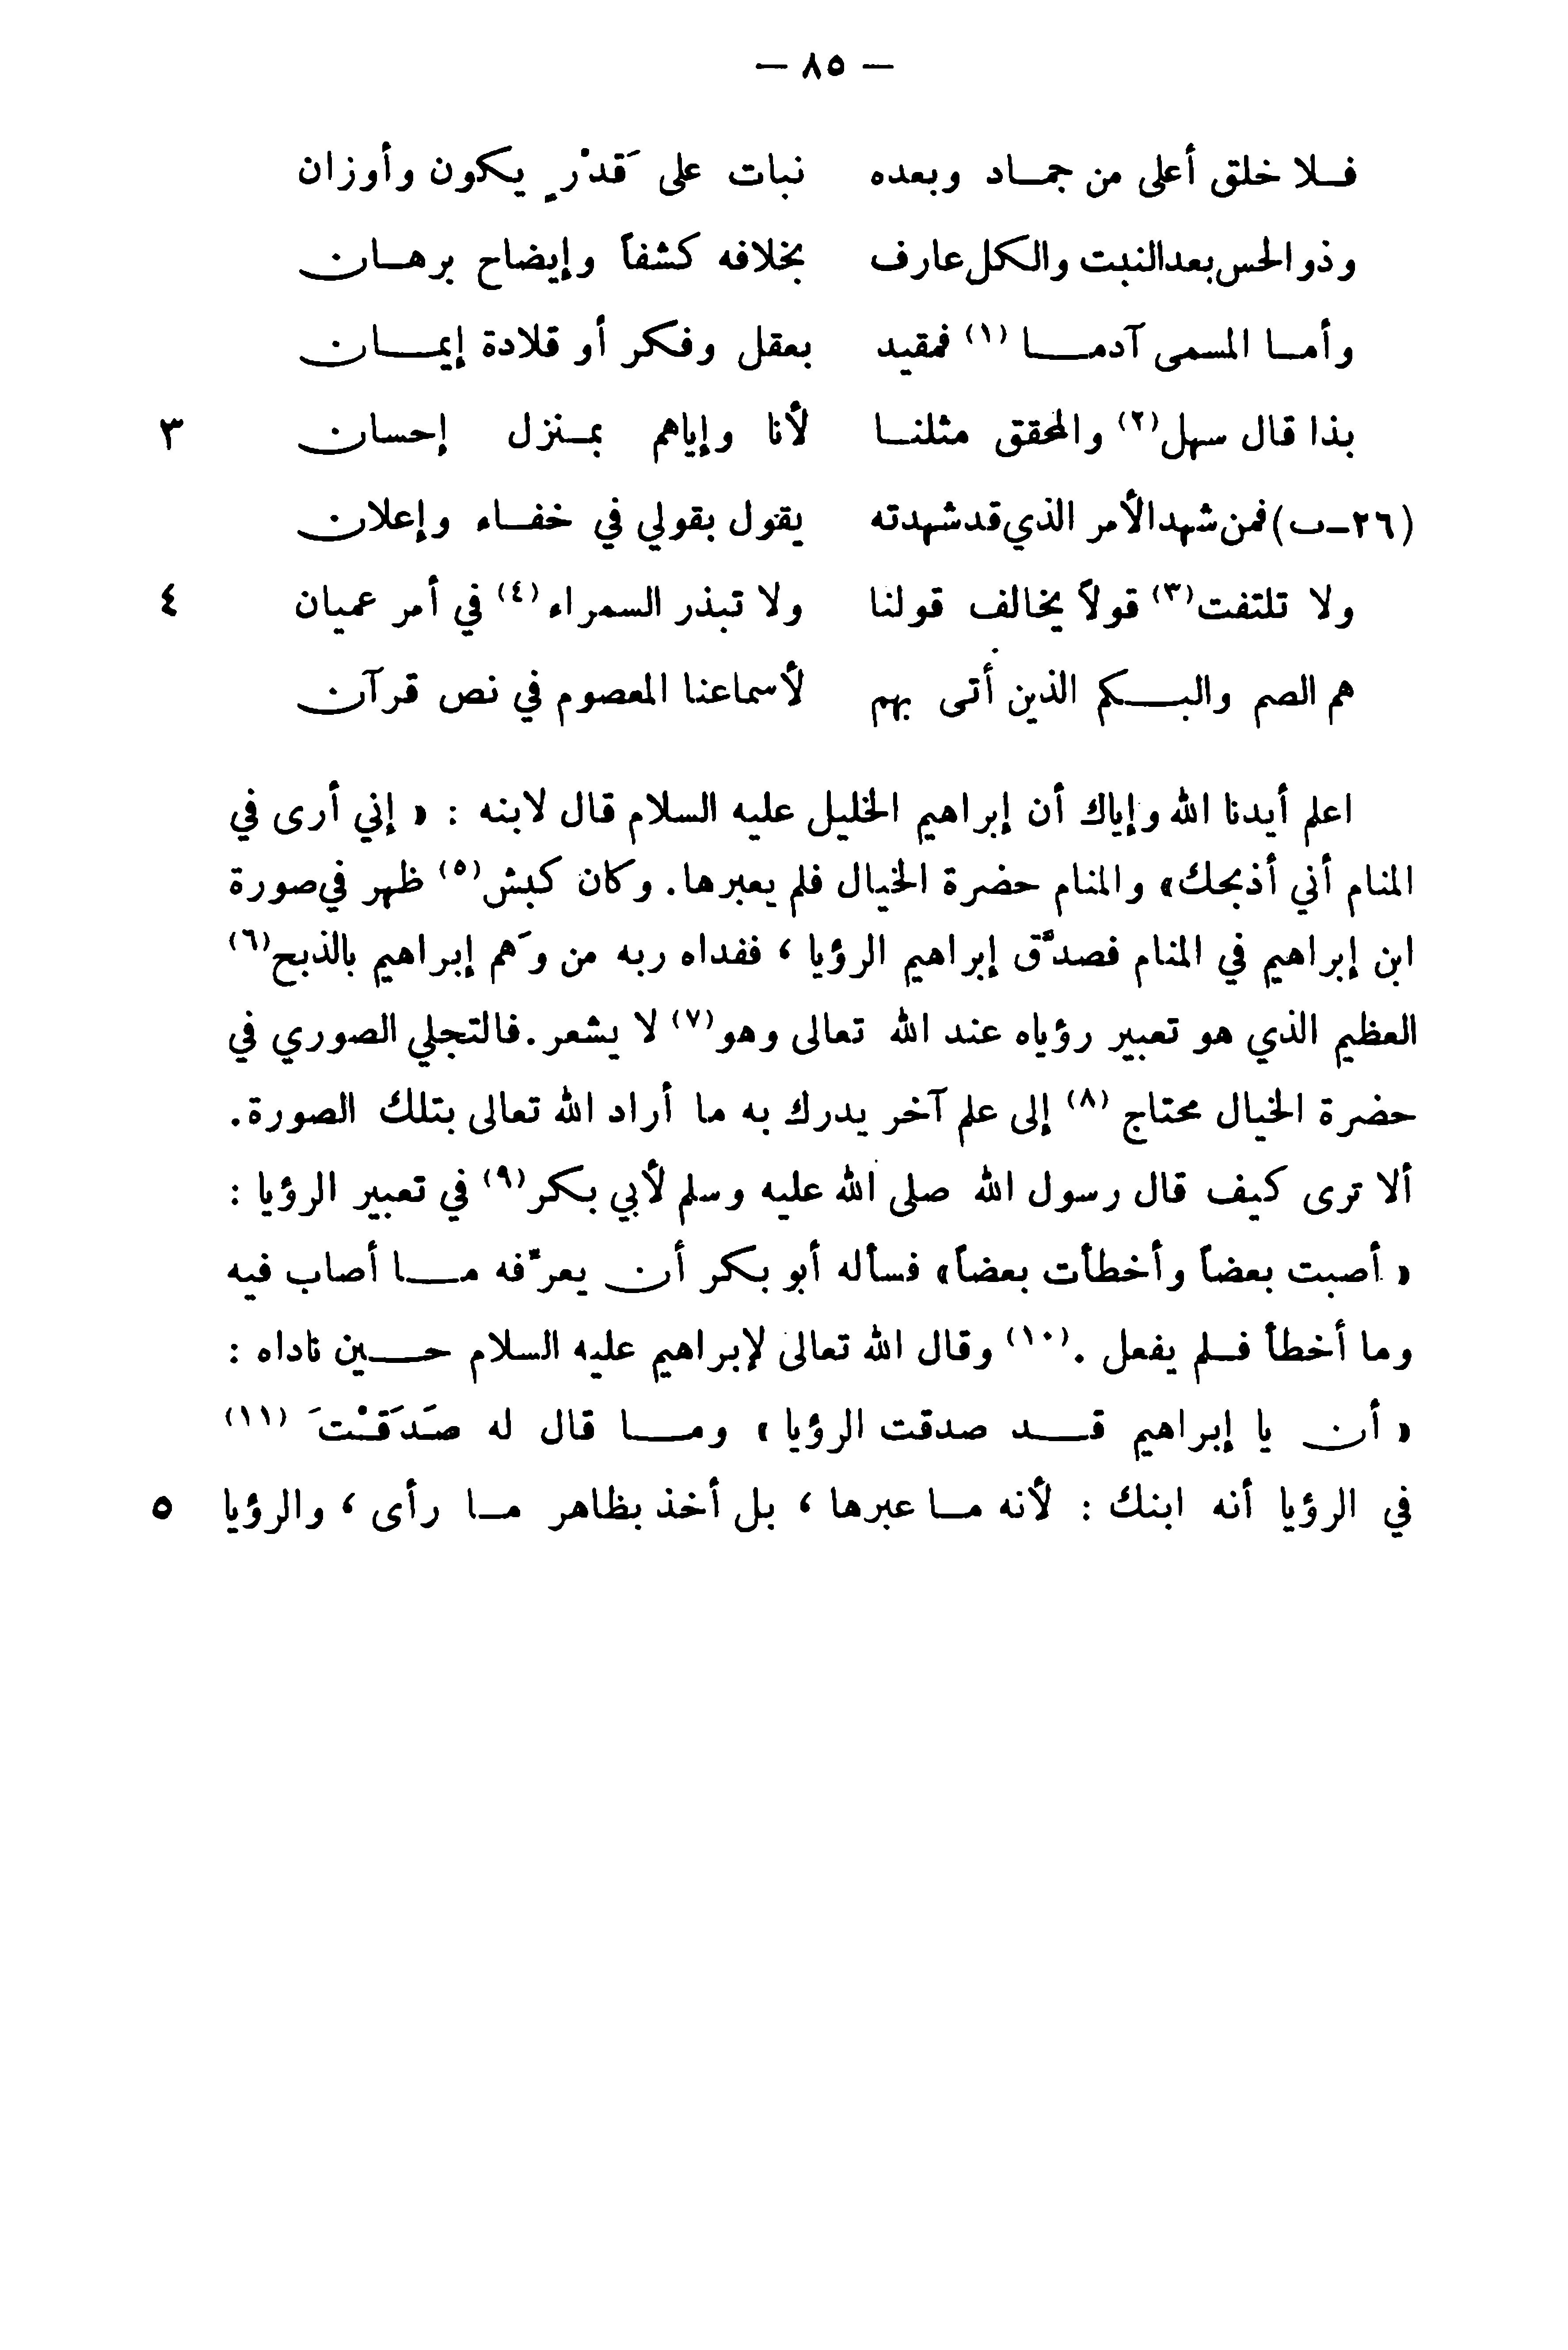 — ٨٥ —
فلا خلق أعلى من جماد وبعده نبات على قَدْرٍ يكون وأوزان
وذو الحس بعد النبت والكل عارف بخلافه كشفاً وإيضاح برهان
وأما المسمى آدما (١) فمقيد بعقل وفكر أو قلادة إيمان
بذا قال سهل (٢) والمحقق مثلنا لأنا وإياهم بمنزل إحسان ٣
(٢٦-ب) فمن شهد الأمر الذي قد شهدته يقول بقولي في خفاء وإعلان
ولا تلتفت (٣) قولاً يخالف قولنا ولا تبذر السمراء (٤) في أمر عميان ٤
هم الصم والبكم الذين أتى بهم لأسماعنا المعصوم في نص قرآن
اعلم أيدنا الله وإياك أن إبراهيم الخليل عليه السلام قال لابنه : « إني أرى في
المنام أني أذبحك» والمنام حضرة الخيال فلم يعبرها. وكان كبش (٥) ظهر في صورة
ابن إبراهيم في المنام فصدَّق إبراهيم الرؤيا ، ففداه ربه من وَهم إبراهيم بالذبح (٦)
العظيم الذي هو تعبير رؤياه عند الله تعالى وهو (٧) لا يشعر. فالتجلي الصوري في
حضرة الخيال محتاج (٨) إلى علم آخر يدرك به ما أراد الله تعالى بتلك الصورة.
ألا ترى كيف قال رسول الله صلى الله عليه وسلم لأبي بكر (٩) في تعبير الرؤيا :
« أصبت بعضاً وأخطأت بعضاً» فسأله أبو بكر أن يعرِّفه ما أصاب فيه
وما أخطأ فلم يفعل . (١٠) وقال الله تعالى لإبراهيم عليه السلام حين ناداه :
« أن يا إبراهيم قد صدقت الرؤيا » وما قال له صَدَقْتَ (١١)
في الرؤيا أنه ابنك : لأنه ما عبرها ، بل أخذ بظاهر ما رأى ، والرؤيا ٥